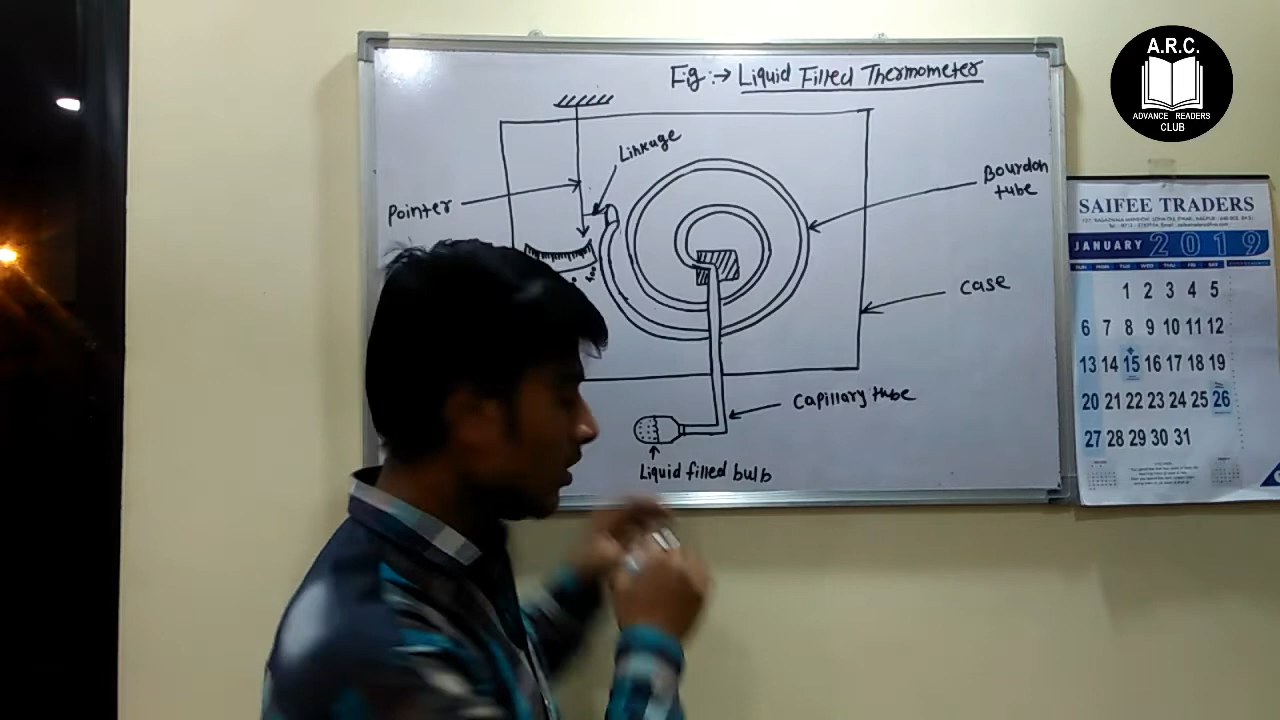 Fig :→ Liquid Filled Thermometer
Linkage
Pointer
Bourdon
tube
Case
Capillary tube
Liquid filled bulb
A.R.C.
ADVANCE READERS
CLUB
SAIFEE TRADERS
JANUARY 2019
SUN MON TUE WED THU FRI SAT
1 2 3 4 5
6 7 8 9 10 11 12
13 14 15 16 17 18 19
20 21 22 23 24 25 26
27 28 29 30 31